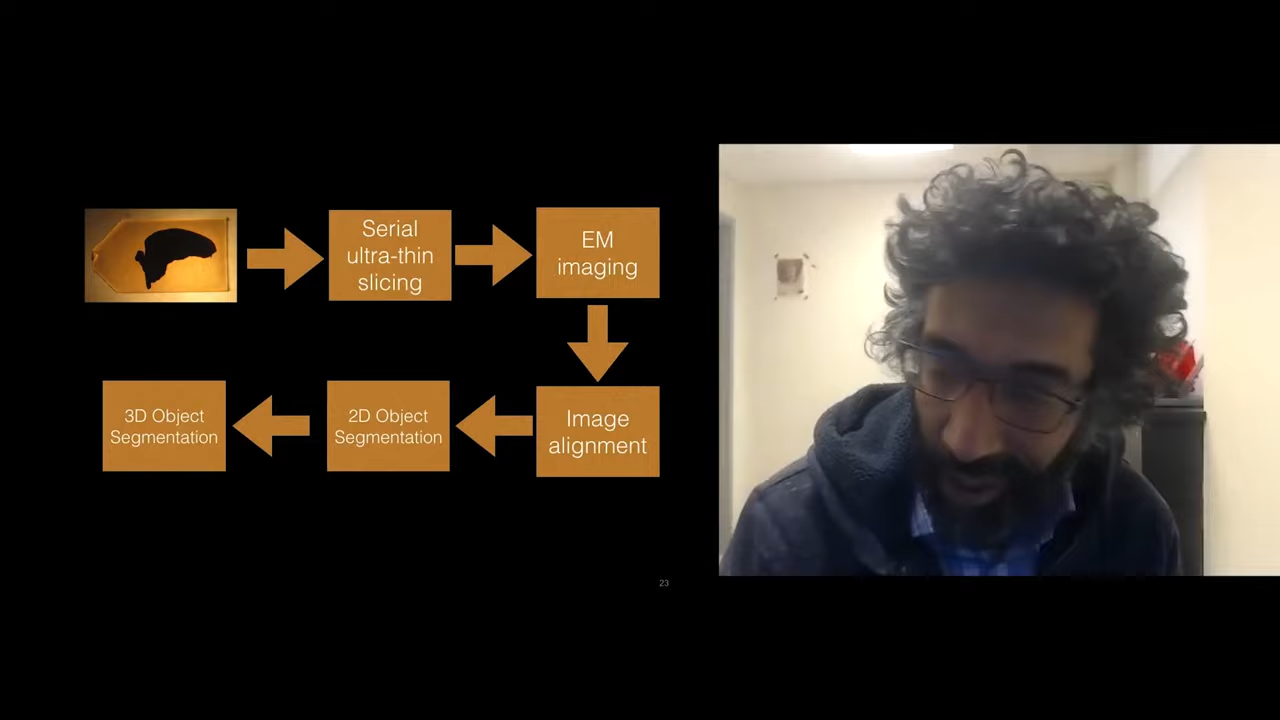 Serial
ultra-thin
slicing
EM
imaging
Image
alignment
2D Object
Segmentation
3D Object
Segmentation
23